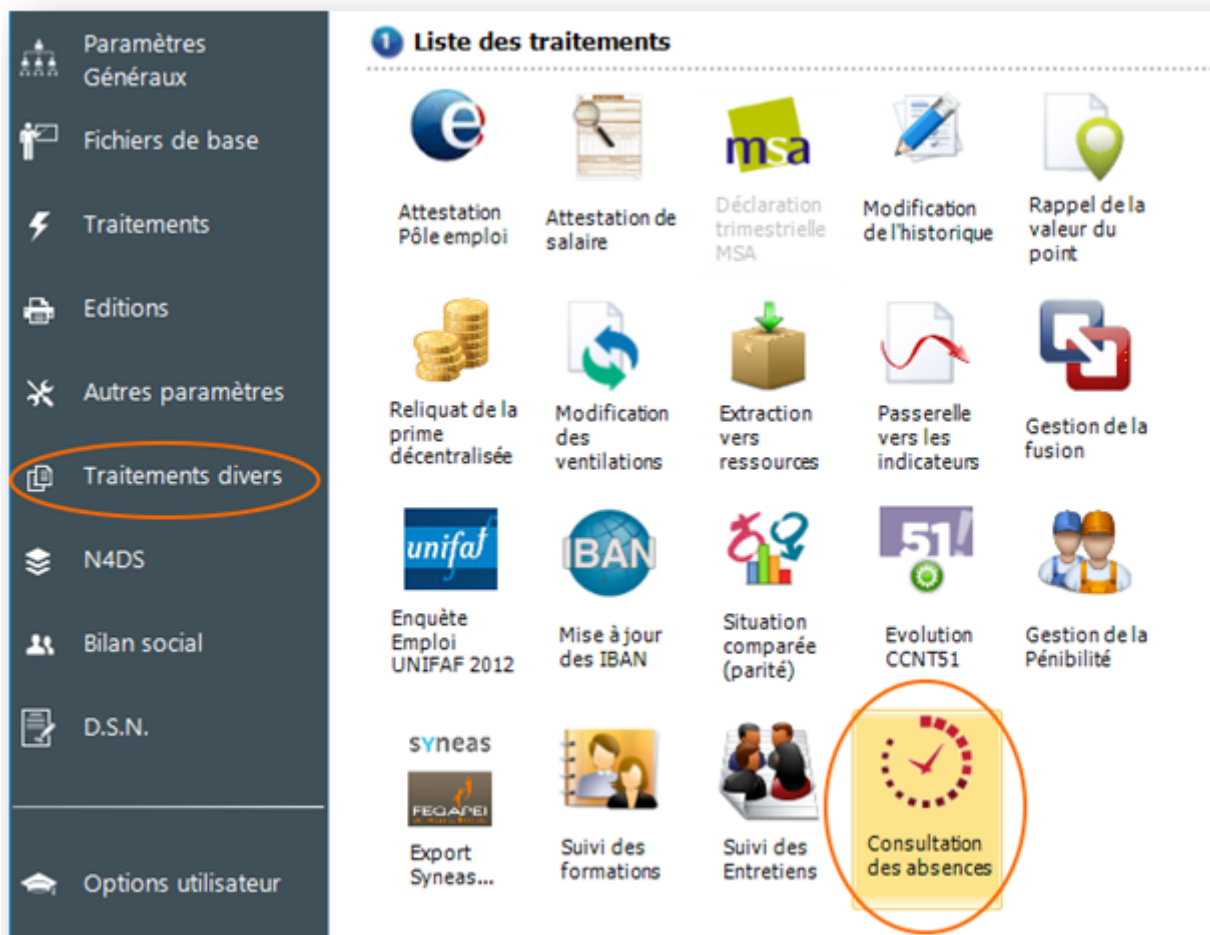 Paramètres
Généraux
Fichiers de base
Traitements
Editions
Autres paramètres
Traitements divers
N4DS
Bilan social
D.S.N.
Options utilisateur
1 Liste des traitements
e
Attestation
Pôle emploi
Attestation de
salaire
msa
Déclaration
trimestrielle
MSA
Modification
de l'historique
Rappel de la
valeur du
point
Reliquat de la
prime
décentralisée
Modification
des
ventilations
Extraction
vers
ressources
Passerelle
vers les
indicateurs
Gestion de la
fusion
unifaf
Enquête
Emploi
UNIFAF 2012
IBAN
Mise à jour
des IBAN
Situation
comparée
(parité)
51!
Evolution
CCNT51
Gestion de la
Pénibilité
syneas
FEGAPEI
Export
Syneas...
Suivi des
formations
Suivi des
Entretiens
Consultation
des absences